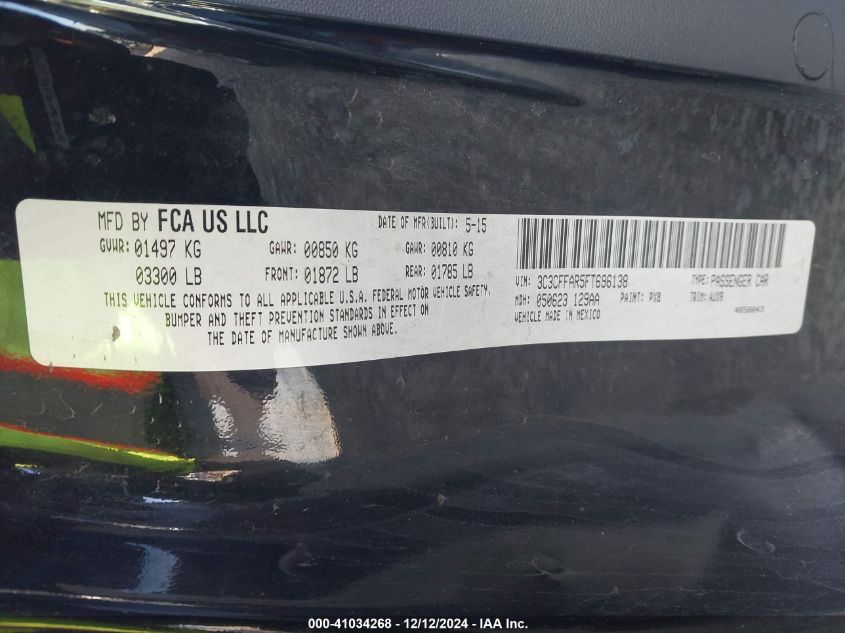 MFD BY FCA US LLC DATE OF MFR(BUILT): 5-15
GVWR: 01497 KG GAWR: 00850 KG GAWR: 00810 KG
03300 LB FRONT: 01872 LB REAR: 01785 LB
THIS VEHICLE CONFORMS TO ALL APPLICABLE U.S.A. FEDERAL MOTOR VEHICLE SAFETY,
BUMPER AND THEFT PREVENTION STANDARDS IN EFFECT ON
THE DATE OF MANUFACTURE SHOWN ABOVE.
VIN: 3C3CFFAR5FT696138 TYPE: PASSENGER CAR
MDH: 050623 129AA PAINT: PXB TRIM:
VEHICLE MADE IN MEXICO
000-41034268 - 12/12/2024 - IAA Inc.